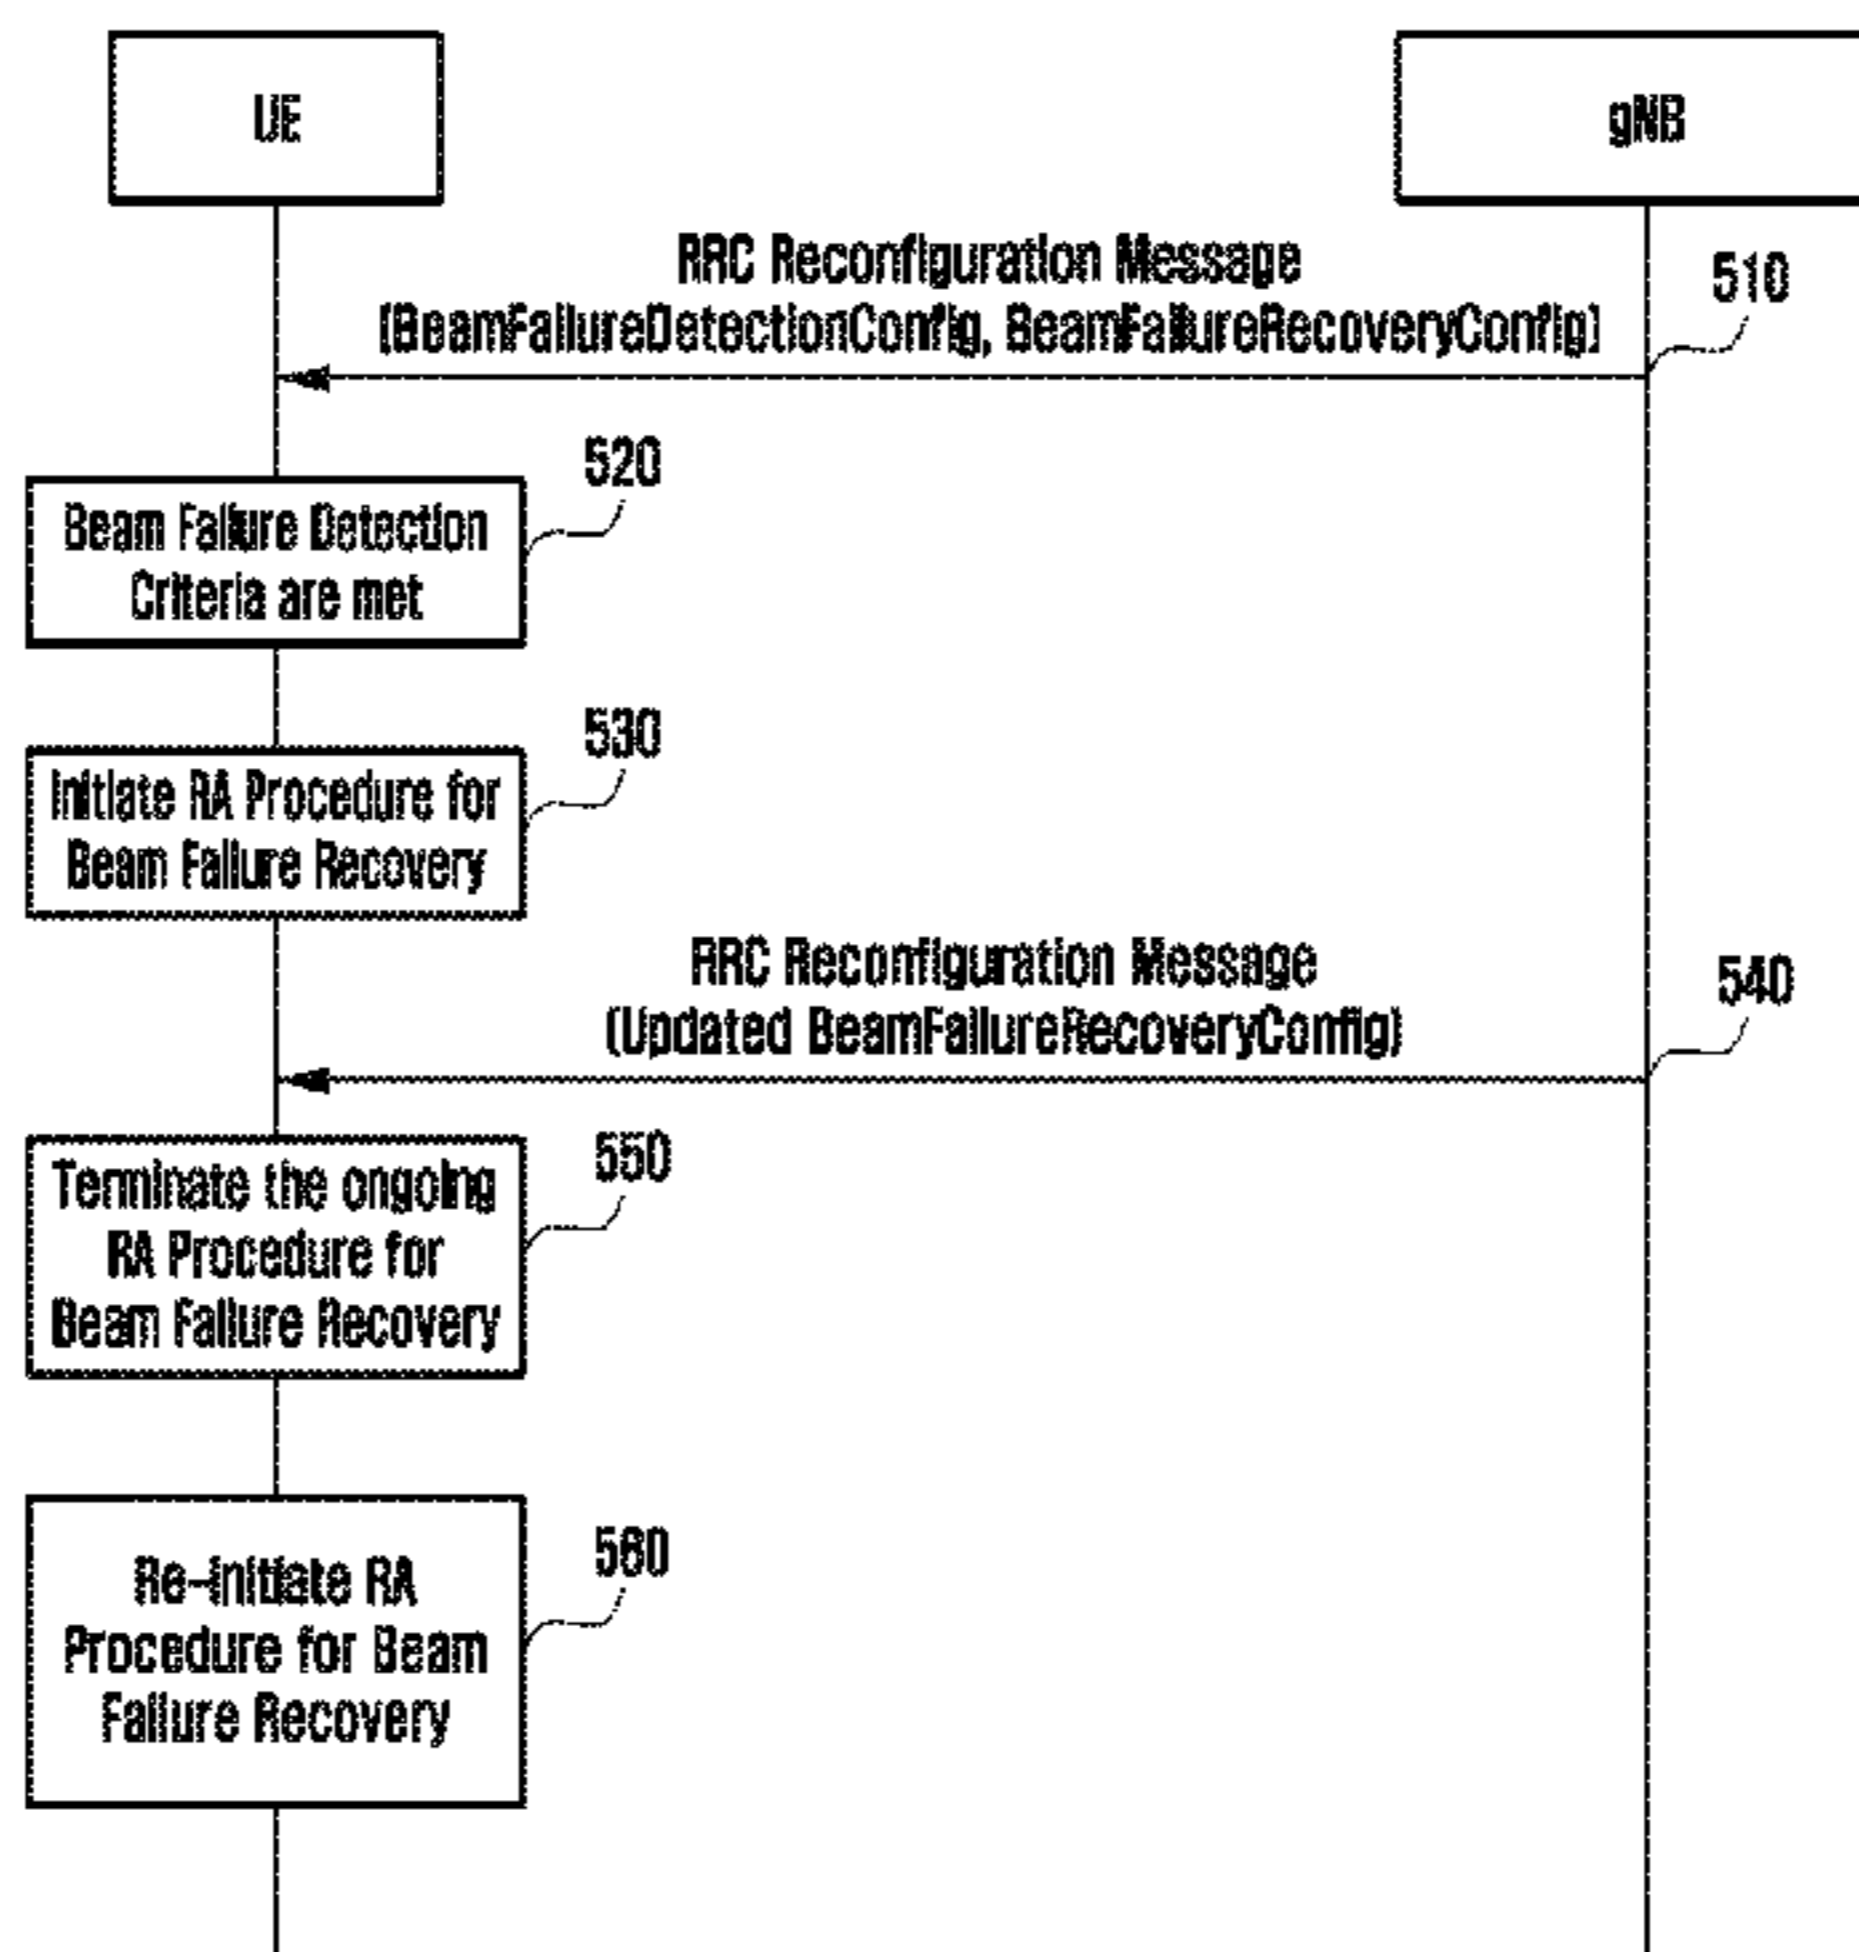 UE
gNB
RRC Reconfiguration Message
(BeamFailureDetectionConfig, BeamFailureRecoveryConfig)
510
520
Beam Failure Detection
Criteria are met
530
Initiate RA Procedure for
Beam Failure Recovery
RRC Reconfiguration Message
(Updated BeamFailureRecoveryConfig)
540
550
Terminate the ongoing
RA Procedure for
Beam Failure Recovery
560
Re-initiate RA
Procedure for Beam
Failure Recovery